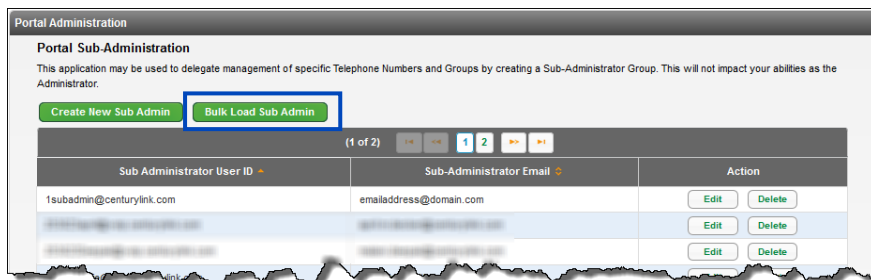 Portal Administration
Portal Sub-Administration
This application may be used to delegate management of specific Telephone Numbers and Groups by creating a Sub-Administrator Group. This will not impact your abilities as the
Administrator.
Create New Sub Admin Bulk Load Sub Admin
(1 of 2) 1 2
Sub Administrator User ID Sub-Administrator Email Action
1subadmin@centurylink.com emailaddress@domain.com Edit Delete
Edit Delete
Edit Delete